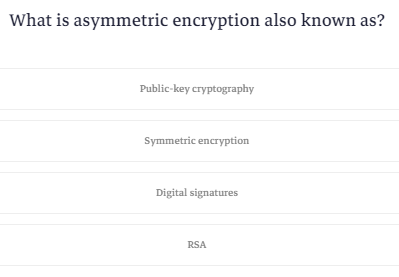 What is asymmetric encryption also known as?
Public-key cryptography
Symmetric encryption
Digital signatures
RSA